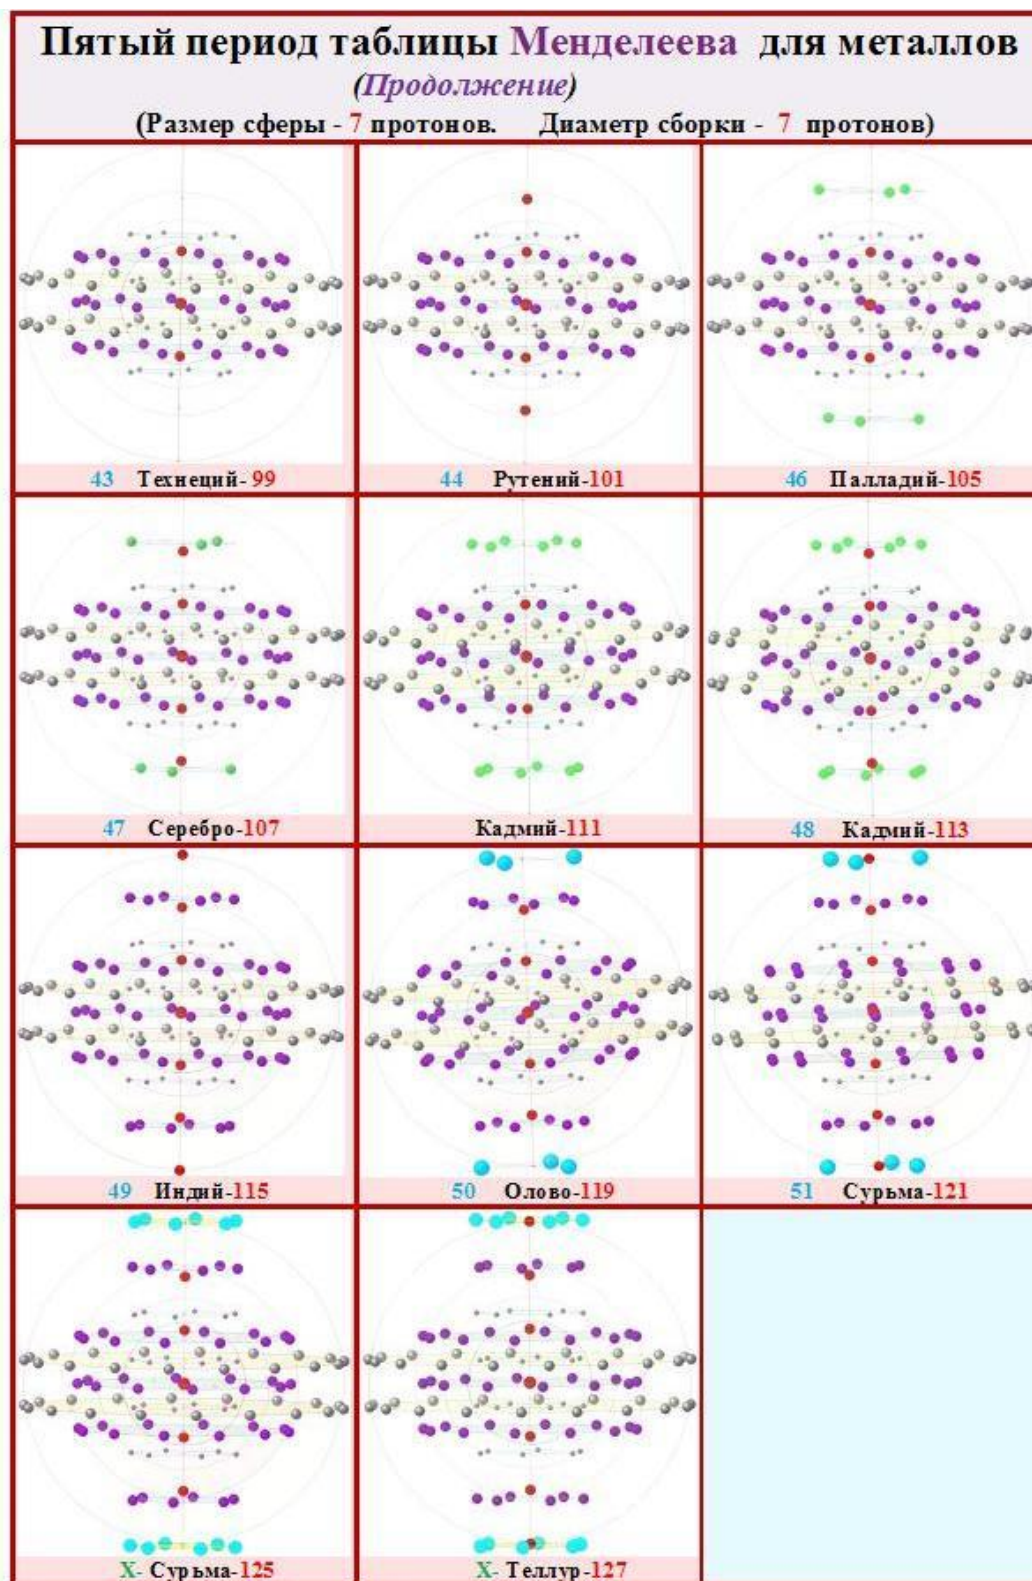 Пятый период таблицы Менделеева для металлов
(Продолжение)
(Размер сферы - 7 протонов. Диаметр сборки - 7 протонов)
43 Технеций-99
44 Рутений-101
46 Палладий-105
47 Серебро-107
Кадмий-111
48 Кадмий-113
49 Индий-115
50 Олово-119
51 Сурьма-121
X- Сурьма-125
X- Теллур-127